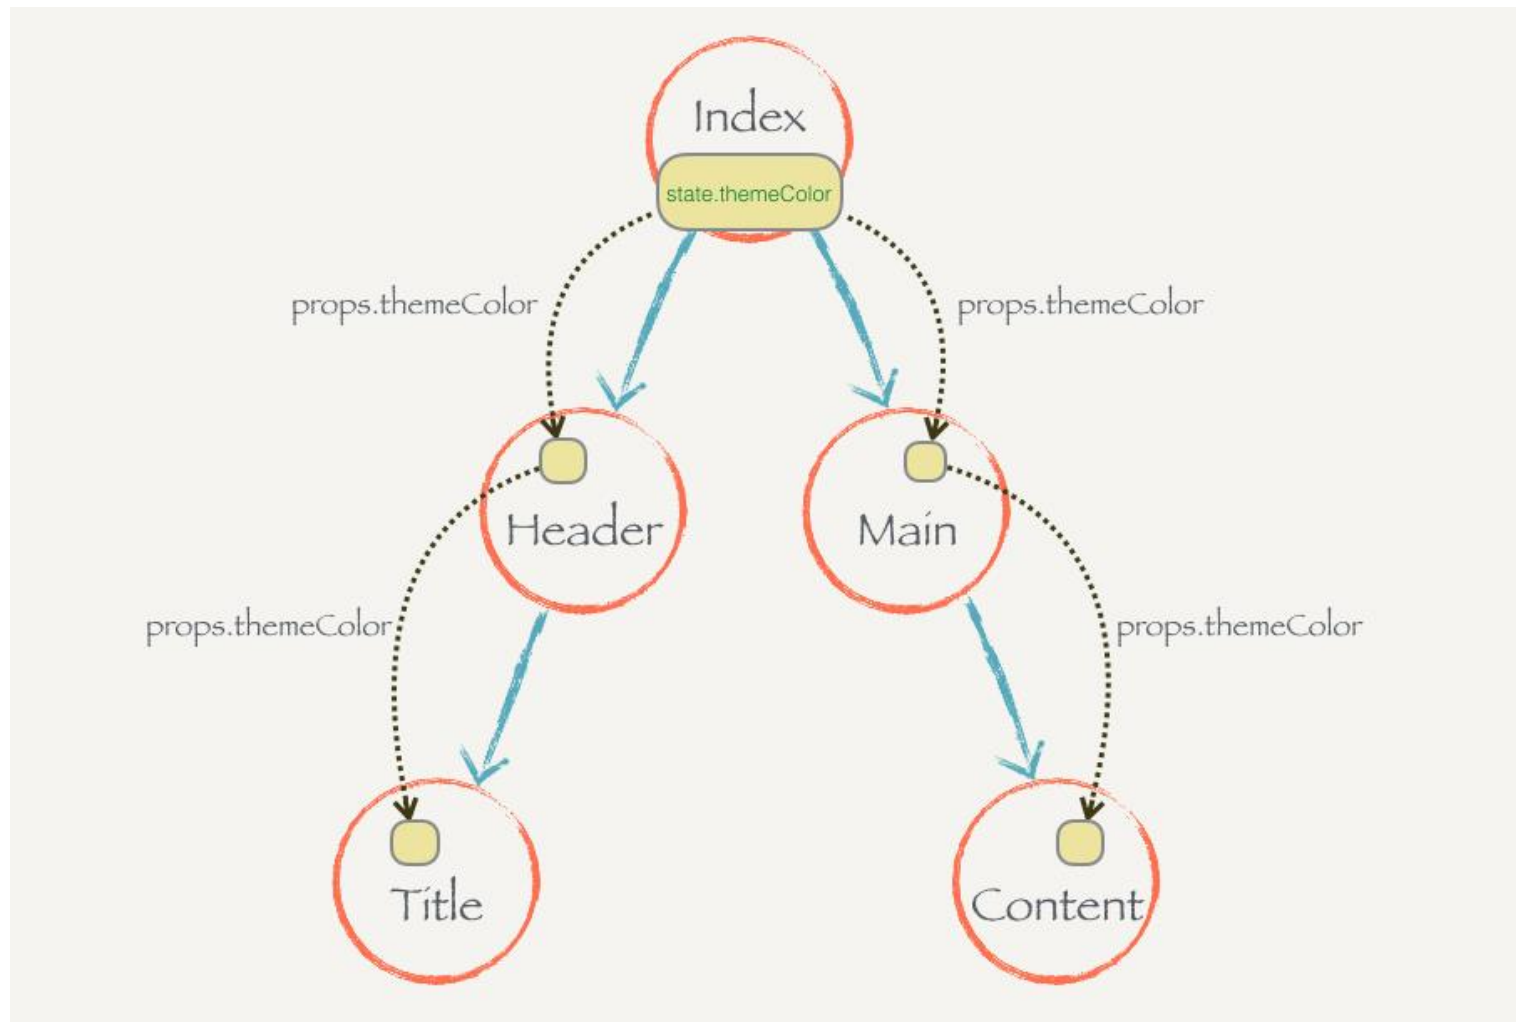 Index
state.themeColor
props.themeColor
props.themeColor
Header
Main
props.themeColor
props.themeColor
Title
Content